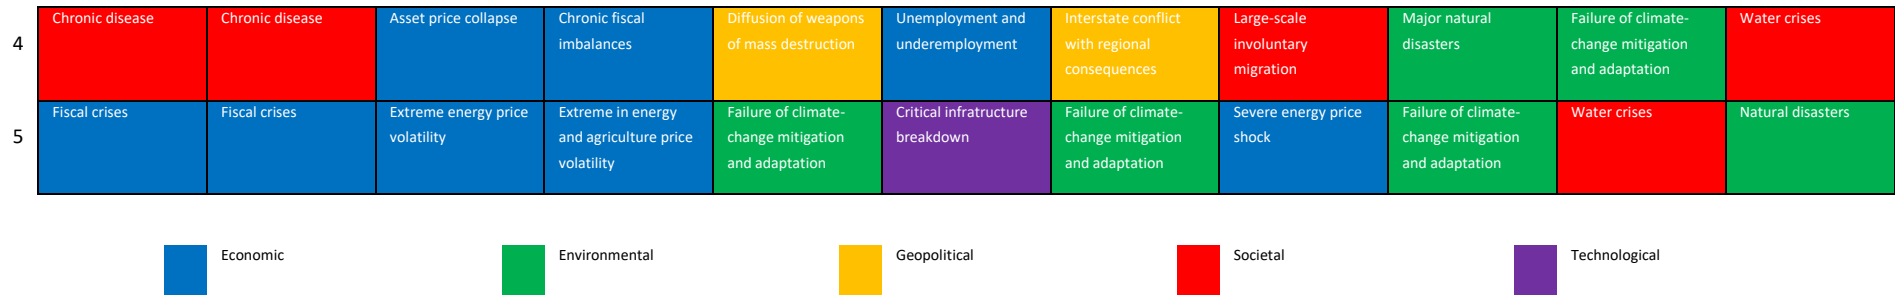 4
Chronic disease
Chronic disease
Asset price collapse
Chronic fiscal
imbalances
Diffusion of weapons
of mass destruction
Unemployment and
underemployment
Interstate conflict
with regional
consequences
Large-scale
involuntary
migration
Major natural
disasters
Failure of climate-
change mitigation
and adaptation
Water crises
5
Fiscal crises
Fiscal crises
Extreme energy price
volatility
Extreme in energy
and agriculture price
volatility
Failure of climate-
change mitigation
and adaptation
Critical infratructure
breakdown
Failure of climate-
change mitigation
and adaptation
Severe energy price
shock
Failure of climate-
change mitigation
and adaptation
Water crises
Natural disasters
Economic
Environmental
Geopolitical
Societal
Technological